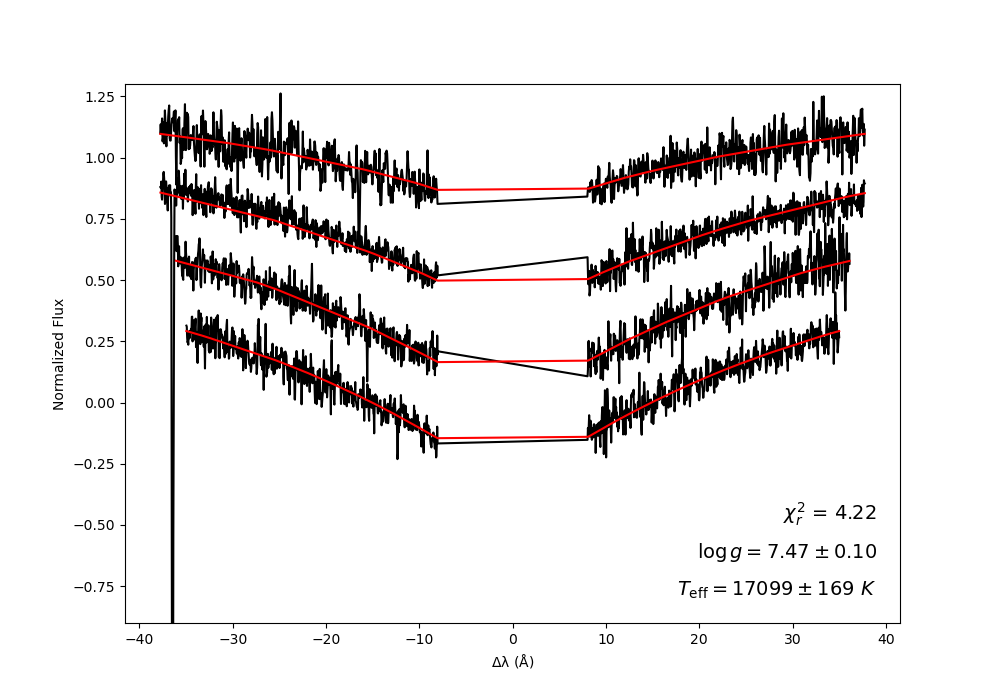 1.25
1.00
0.75
0.50
0.25
0.00
−0.25
−0.50
−0.75
Normalized Flux
χ²ᵣ = 4.22
log g = 7.47 ± 0.10
T_eff = 17099 ± 169 K
−40 −30 −20 −10 0 10 20 30 40
Δλ (Å)